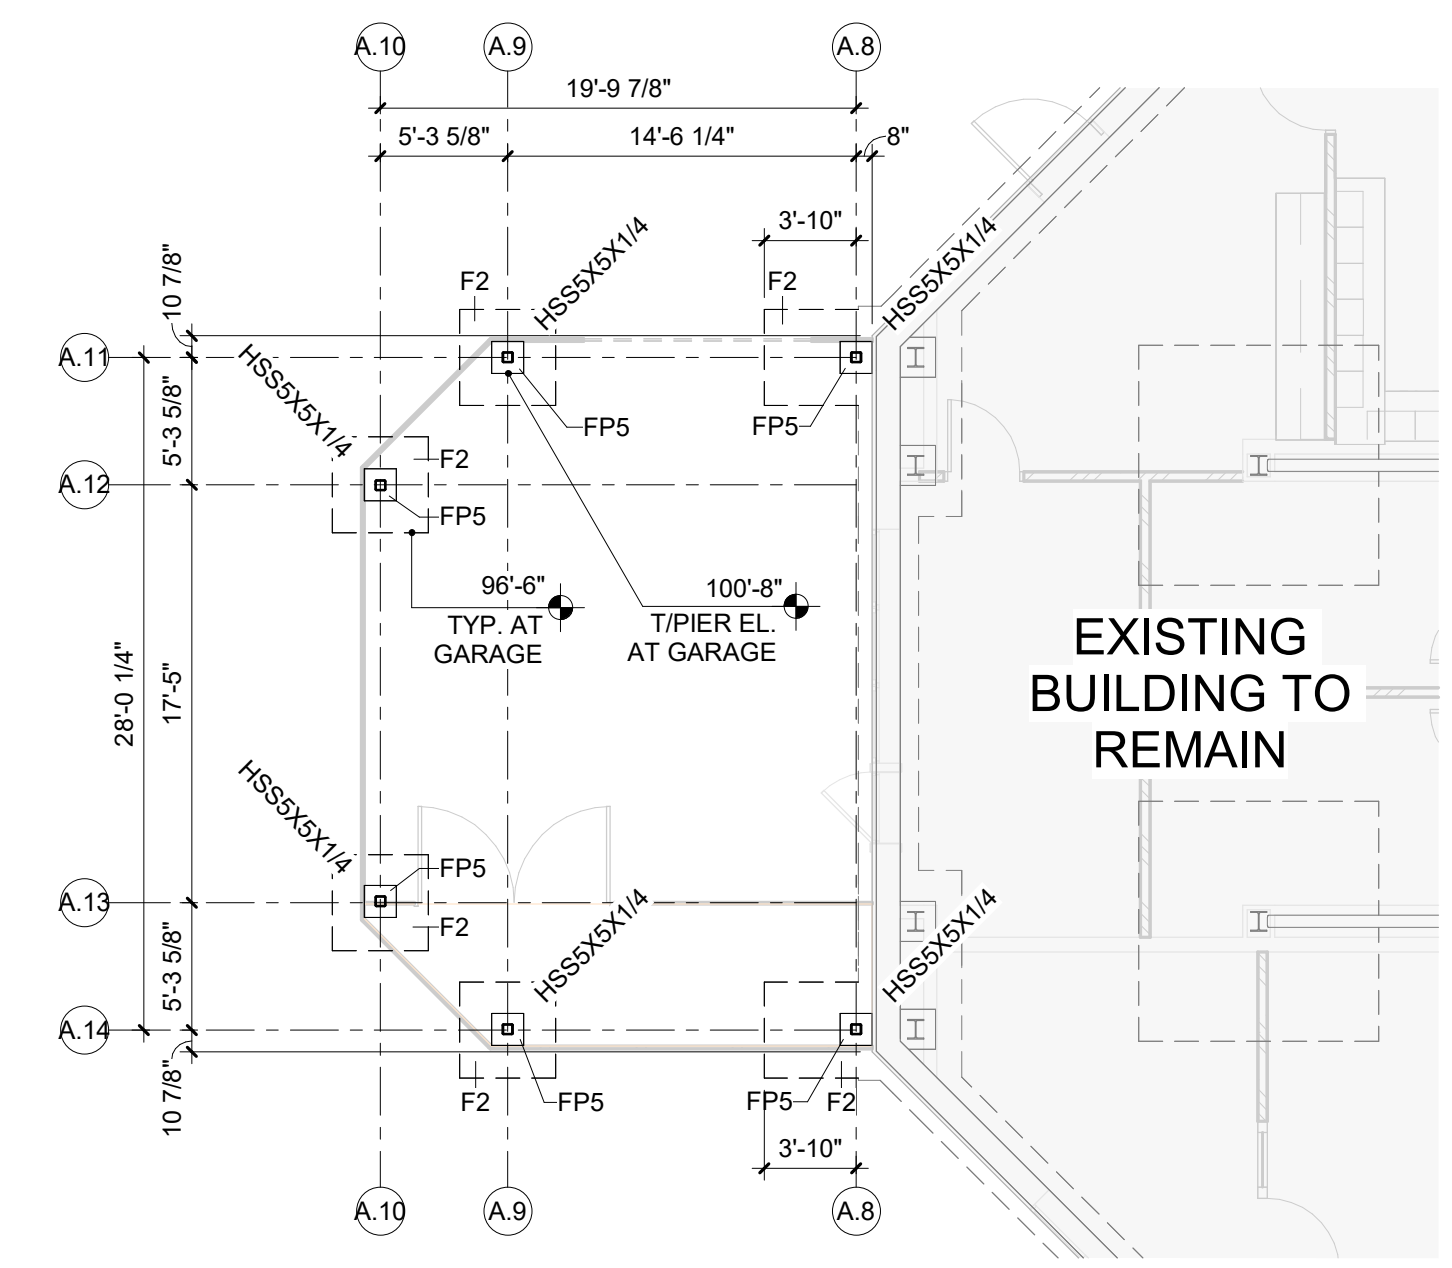 A.10
A.9
A.8
19'-9 7/8"
5'-3 5/8"
14'-6 1/4"
8"
3'-10"
10 7/8"
F2
HSS5X5X1/4
F2
HSS5X5X1/4
A.11
HSS5X5X1/4
FP5
FP5
5'-3 5/8"
F2
A.12
FP5
96'-6"
TYP. AT
GARAGE
100'-8"
T/PIER EL.
AT GARAGE
EXISTING
BUILDING TO
REMAIN
28'-0 1/4"
17'-5"
HSS5X5X1/4
FP5
A.13
F2
HSS5X5X1/4
HSS5X5X1/4
5'-3 5/8"
A.14
10 7/8"
F2
FP5
FP5
F2
3'-10"
A.10
A.9
A.8